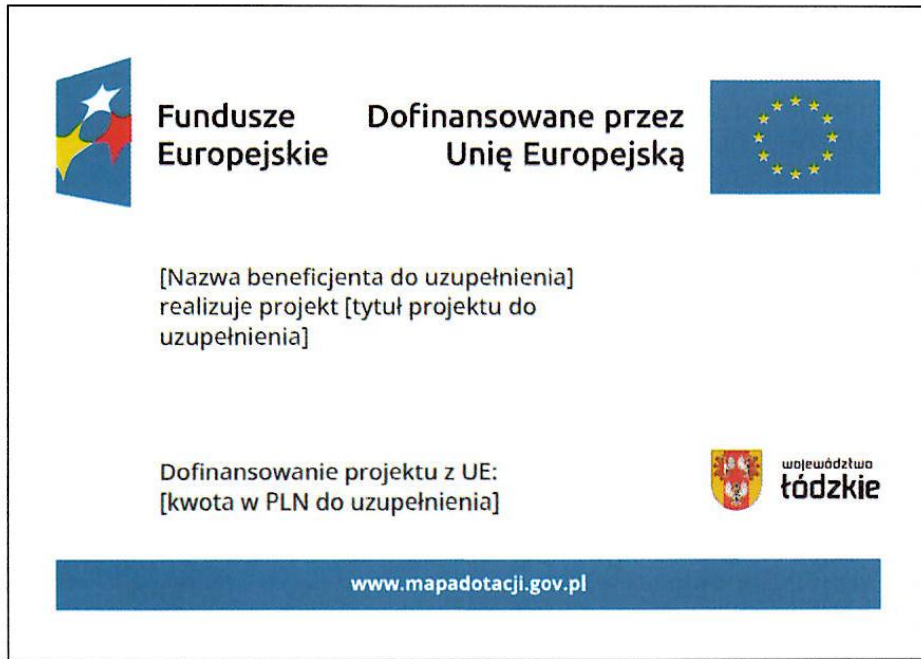 Fundusze
Europejskie
Dofinansowane przez
Unię Europejską
[Nazwa beneficjenta do uzupełnienia]
realizuje projekt [tytuł projektu do
uzupełnienia]
Dofinansowanie projektu z UE:
[kwota w PLN do uzupełnienia]
województwo
łódzkie
www.mapadotacji.gov.pl